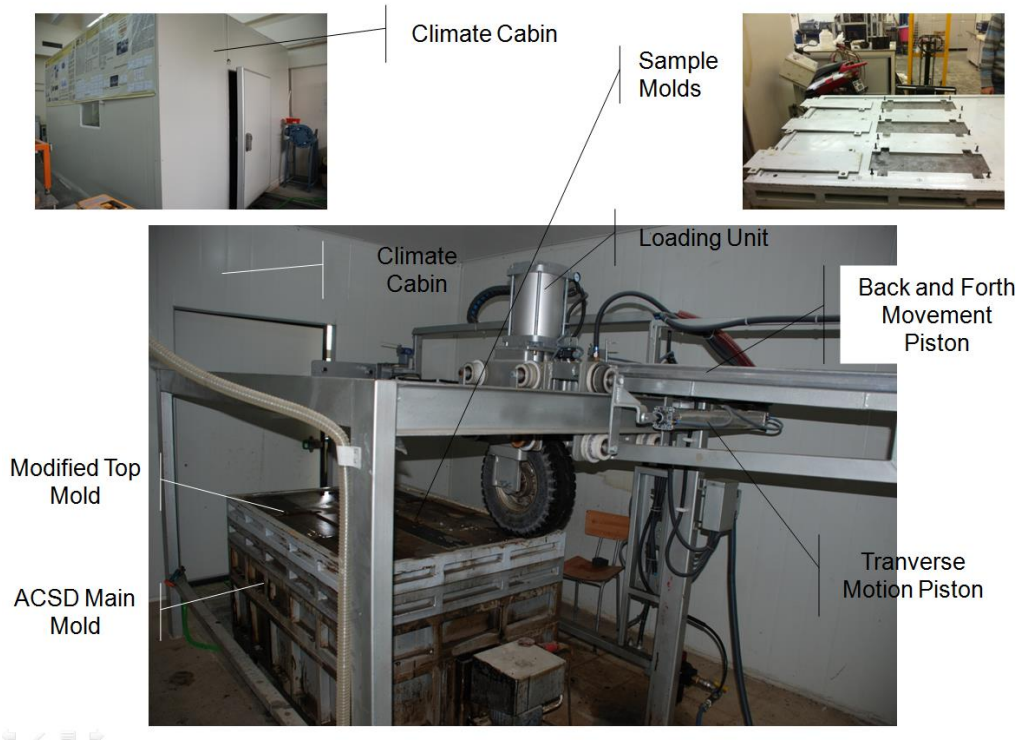 Climate Cabin
Sample
Molds
Loading Unit
Climate
Cabin
Back and Forth
Movement
Piston
Modified Top
Mold
Tranverse
Motion Piston
ACSD Main
Mold